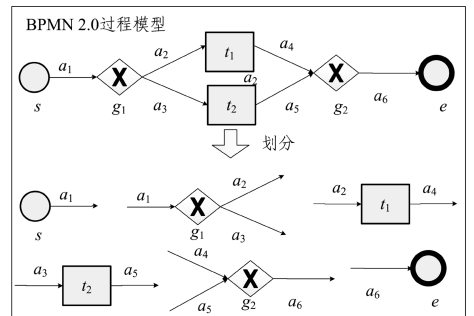 BPMN 2.0过程模型
a2 t1 a4
a1 X a2 X
s g1 a3 t2 a5 g2 a6 e
划分
a1 a1 X a2 a2 t1 a4
s g1 a3
a3 t2 a5 a4 X a6
a5 g2 a6 e